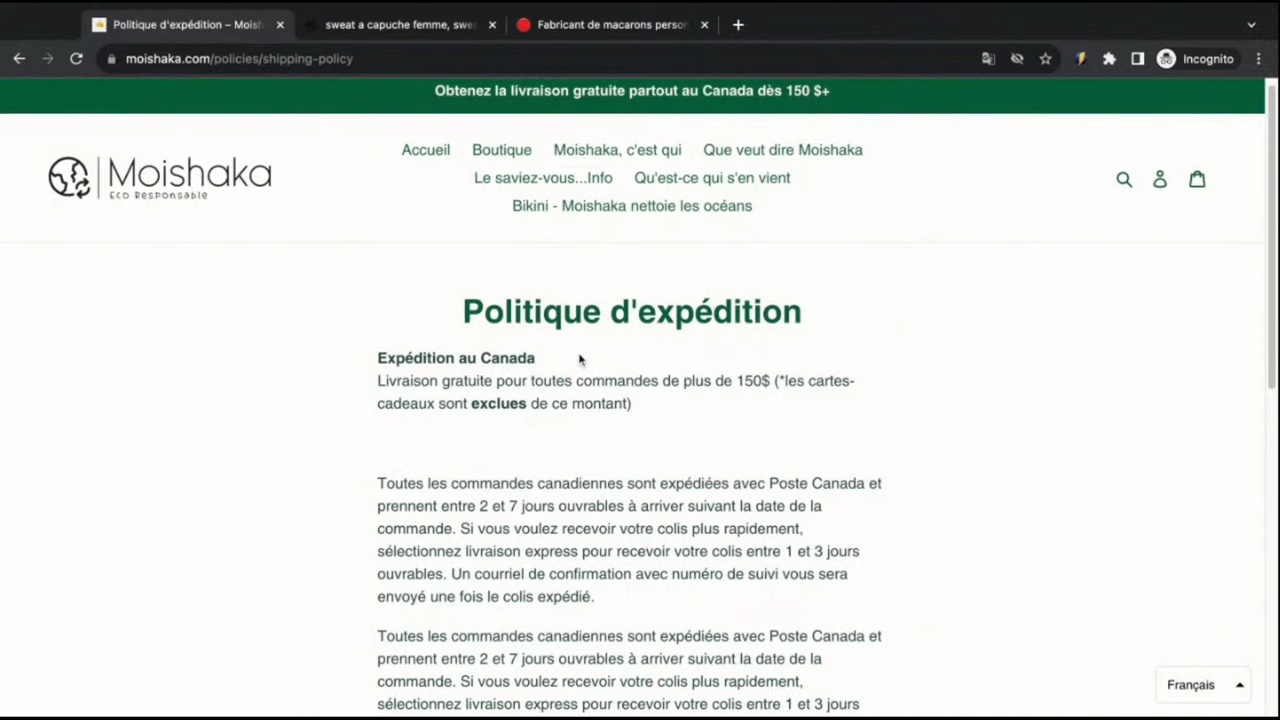 Politique d'expédition – Moish
sweat a capuche femme, swe
Fabricant de macarons person
moishaka.com/policies/shipping-policy
Incognito
Obtenez la livraison gratuite partout au Canada dès 150 $+
Moishaka
Eco Responsable
Accueil Boutique Moishaka, c'est qui Que veut dire Moishaka
Le saviez-vous...Info Qu'est-ce qui s'en vient
Bikini - Moishaka nettoie les océans
Politique d'expédition
Expédition au Canada
Livraison gratuite pour toutes commandes de plus de 150$ (*les cartes-
cadeaux sont exclues de ce montant)
Toutes les commandes canadiennes sont expédiées avec Poste Canada et
prennent entre 2 et 7 jours ouvrables à arriver suivant la date de la
commande. Si vous voulez recevoir votre colis plus rapidement,
sélectionnez livraison express pour recevoir votre colis entre 1 et 3 jours
ouvrables. Un courriel de confirmation avec numéro de suivi vous sera
envoyé une fois le colis expédié.
Toutes les commandes canadiennes sont expédiées avec Poste Canada et
prennent entre 2 et 7 jours ouvrables à arriver suivant la date de la
commande. Si vous voulez recevoir votre colis plus rapidement,
sélectionnez livraison express pour recevoir votre colis entre 1 et 3 jours
Français